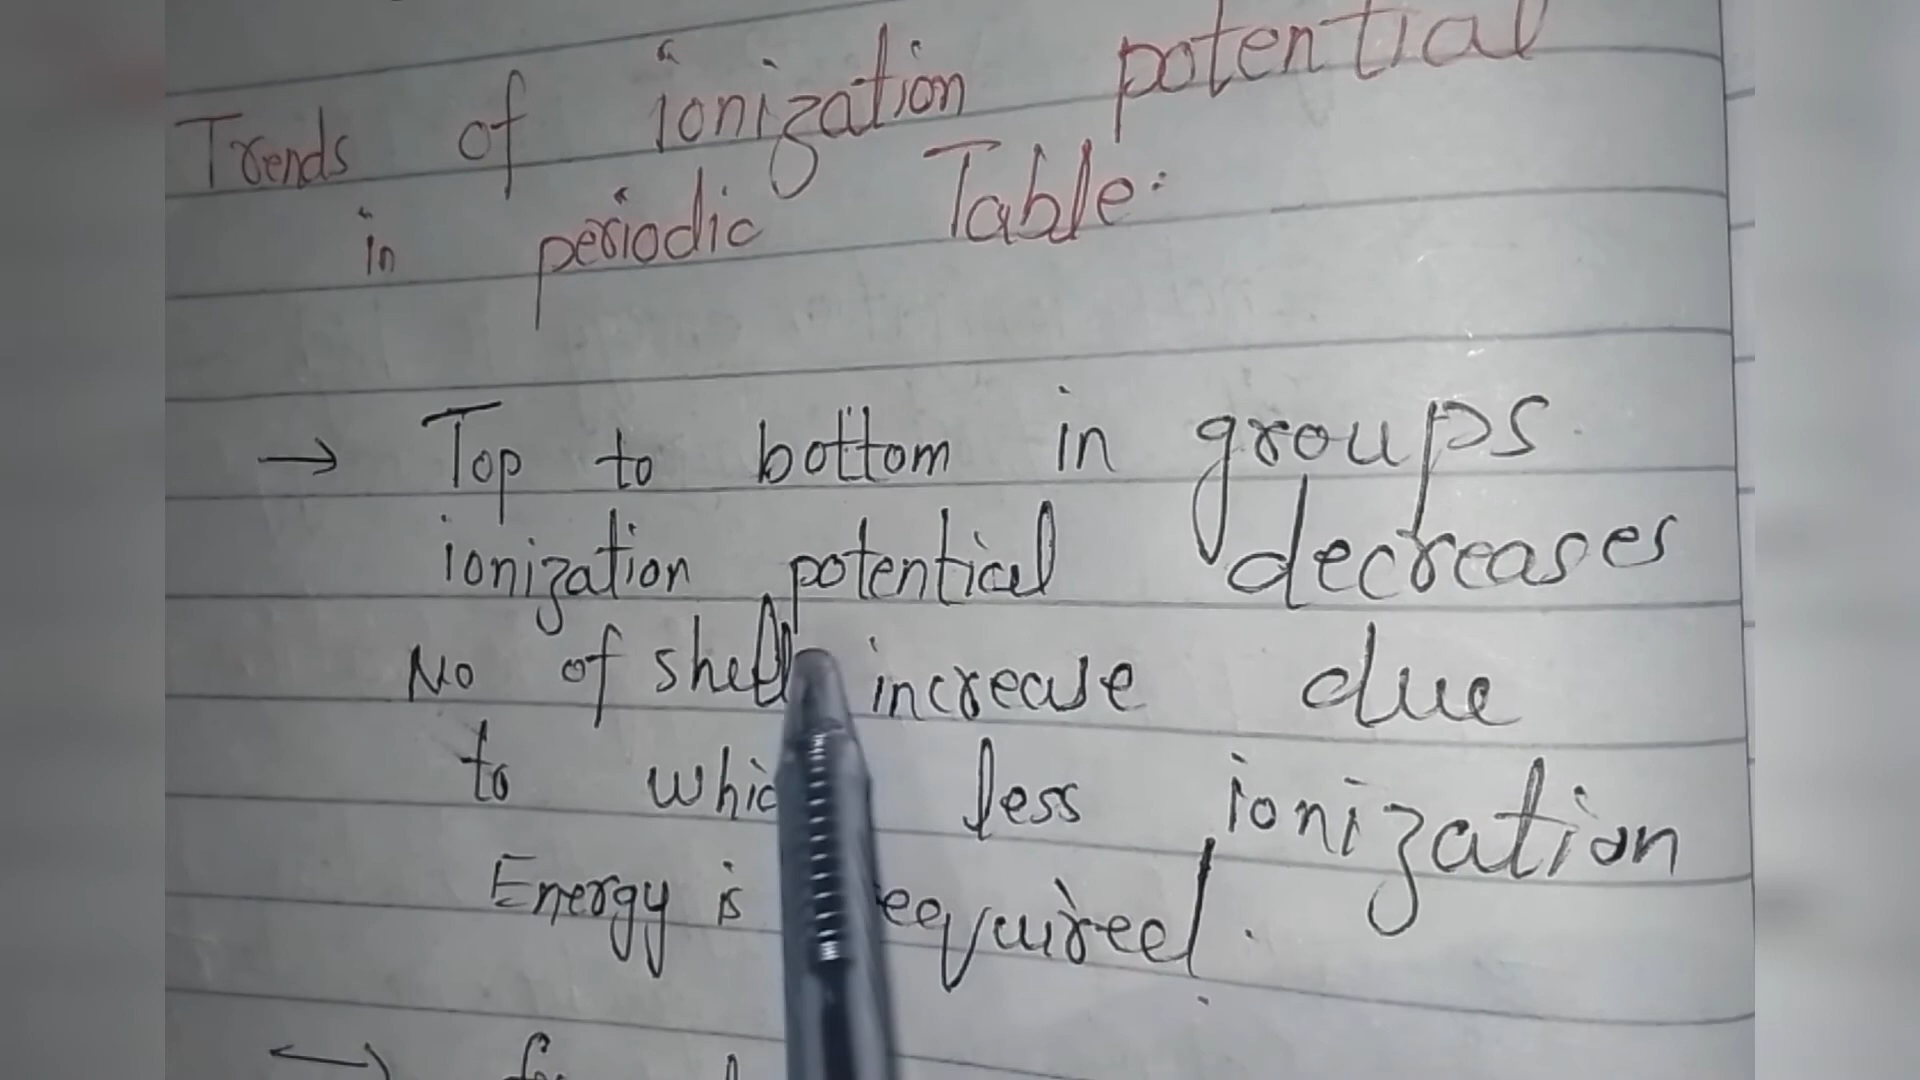 Trends of ionization potential
in periodic Table:
→ Top to bottom in groups
ionization potential decreases
No of shell increase due
to whic less ionization
Energy is equired.